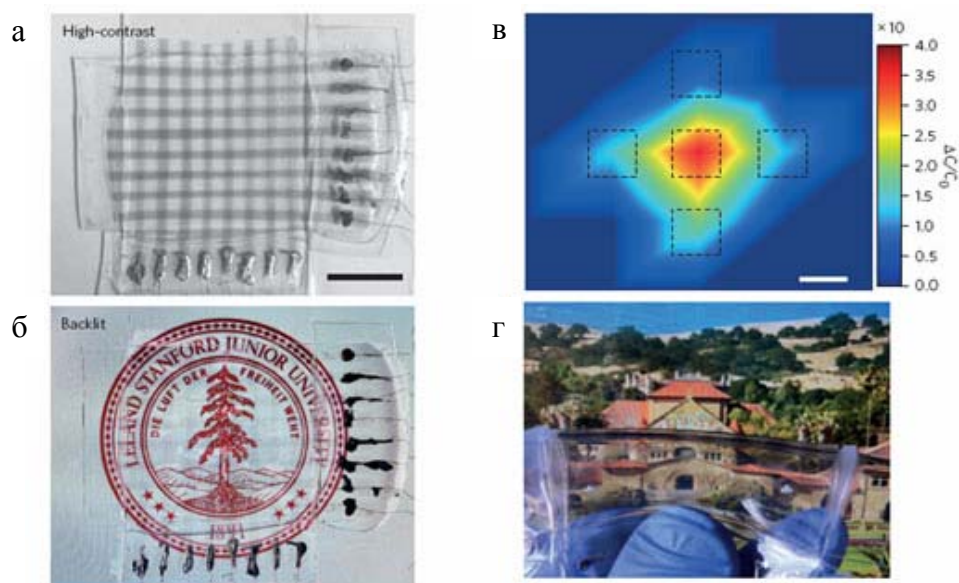 а
High-contrast
б
Backlit
LELAND STANFORD JUNIOR UNIVERSITY
DIE LUFT DER FREIHEIT WEHT
1891
в
×10
4.0
3.5
3.0
2.5
2.0
1.5
1.0
0.5
0.0
ΔC/C₀
г